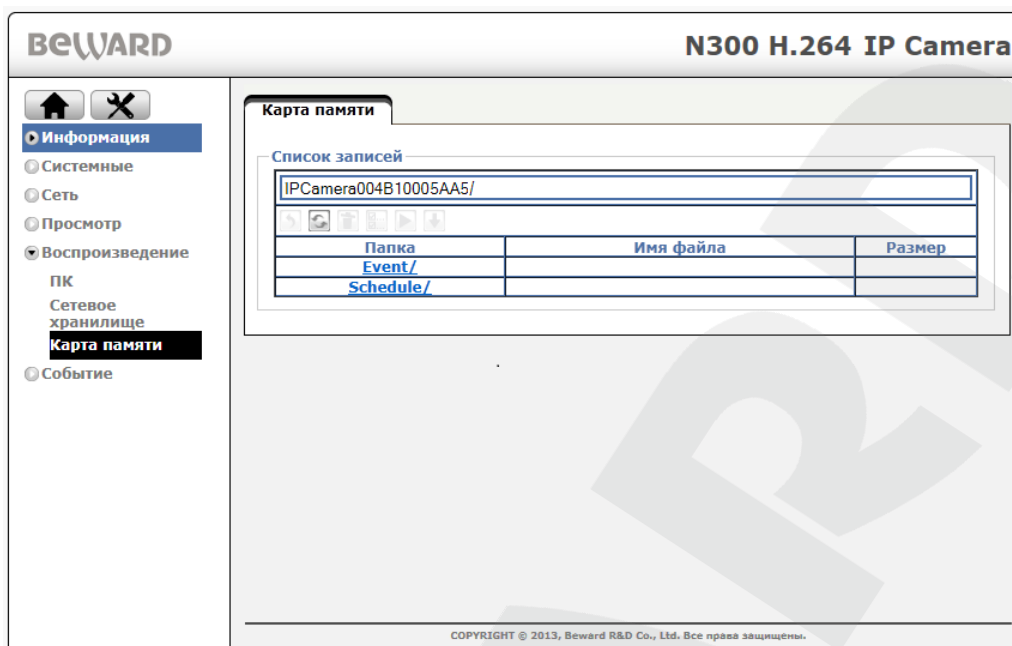 BEWARD
N300 H.264 IP Camera
Информация
Системные
Сеть
Просмотр
Воспроизведение
ПК
Сетевое
хранилище
Карта памяти
Событие
Карта памяти
Список записей
IPCamera004B10005AA5/
Папка Имя файла Размер
Event/
Schedule/
COPYRIGHT © 2013, Beward R&D Co., Ltd. Все права защищены.